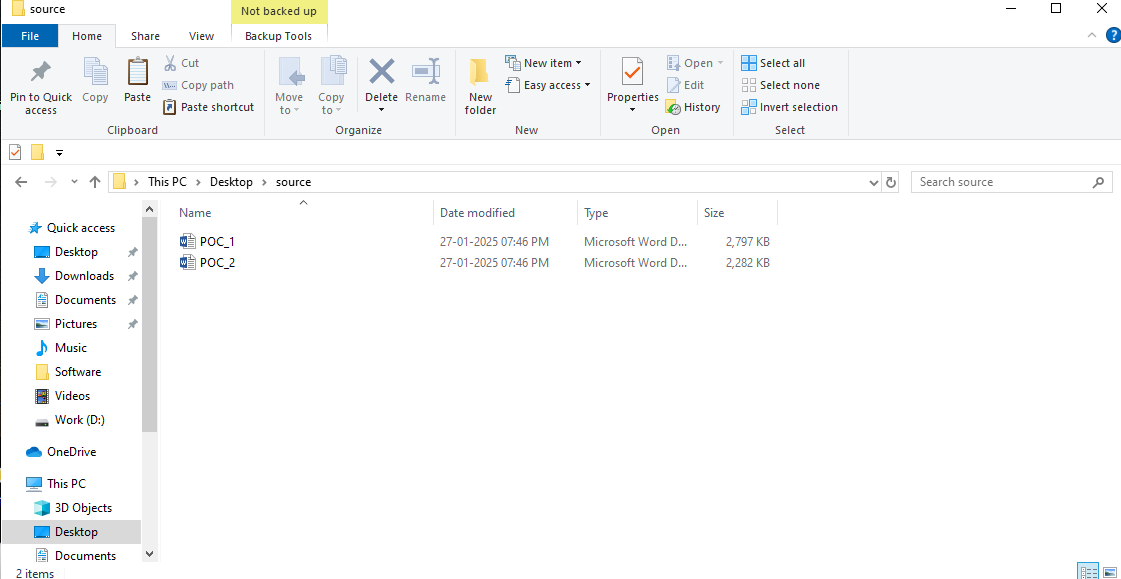 source
Not backed up
File Home Share View Backup Tools
Pin to Quick access
Copy
Paste
Cut
Copy path
Paste shortcut
Clipboard
Move to
Copy to
Delete
Rename
Organize
New folder
New item
Easy access
New
Properties
Open
Edit
History
Open
Select all
Select none
Invert selection
Select
This PC Desktop source
Search source
Quick access
Desktop
Downloads
Documents
Pictures
Music
Software
Videos
Work (D:)
OneDrive
This PC
3D Objects
Desktop
Documents
Name Date modified Type Size
POC_1 27-01-2025 07:46 PM Microsoft Word D... 2,797 KB
POC_2 27-01-2025 07:46 PM Microsoft Word D... 2,282 KB
2 items